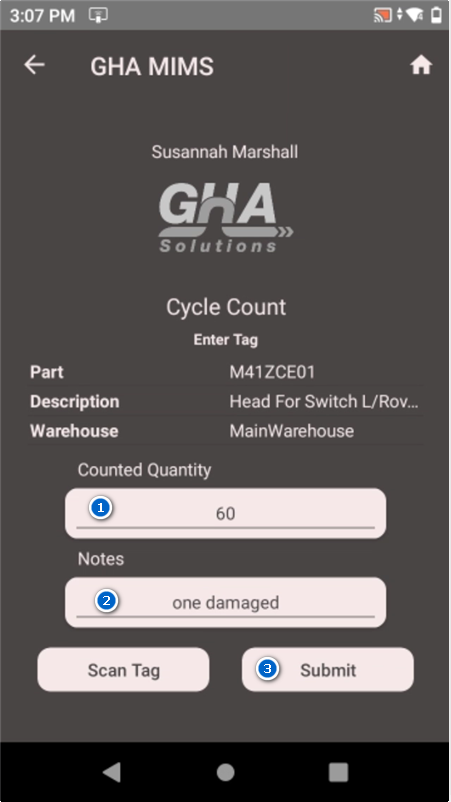 3:07 PM
GHA MIMS
Susannah Marshall
GHA
Solutions
Cycle Count
Enter Tag
Part M41ZCE01
Description Head For Switch L/Rov...
Warehouse MainWarehouse
Counted Quantity
1 60
Notes
2 one damaged
Scan Tag 3 Submit